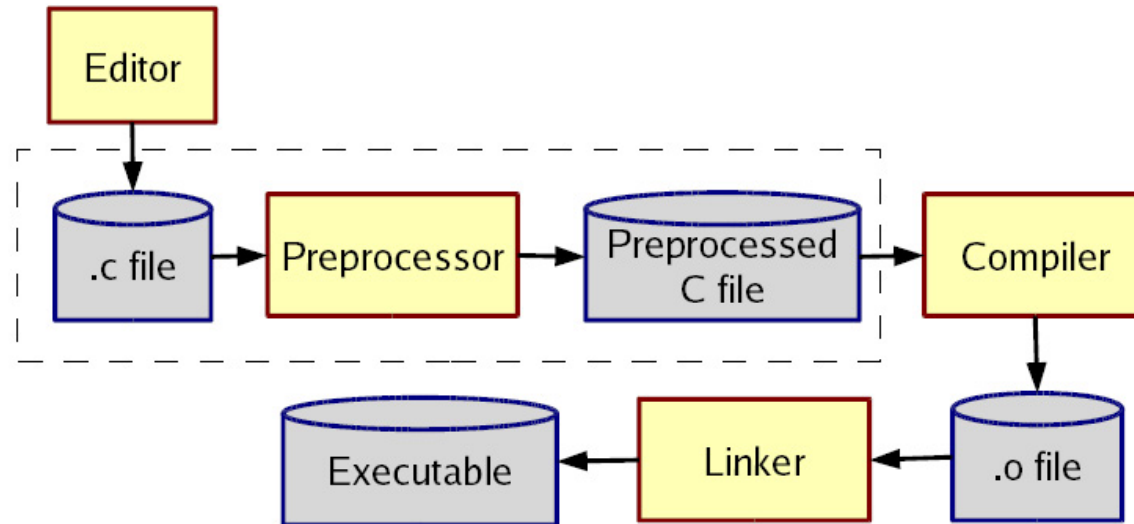 Editor
.c file
Preprocessor
Preprocessed
C file
Compiler
Executable
Linker
.o file